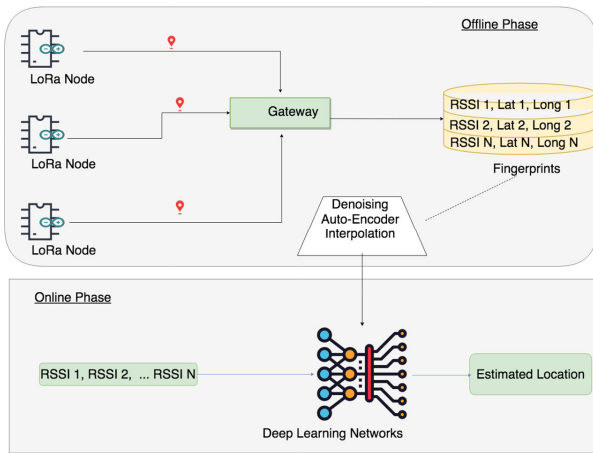 Offline Phase
LoRa Node
LoRa Node
LoRa Node
Gateway
RSSI 1, Lat 1, Long 1
RSSI 2, Lat 2, Long 2
RSSI N, Lat N, Long N
Fingerprints
Denoising
Auto-Encoder
Interpolation
Online Phase
RSSI 1, RSSI 2, ... RSSI N
Deep Learning Networks
Estimated Location